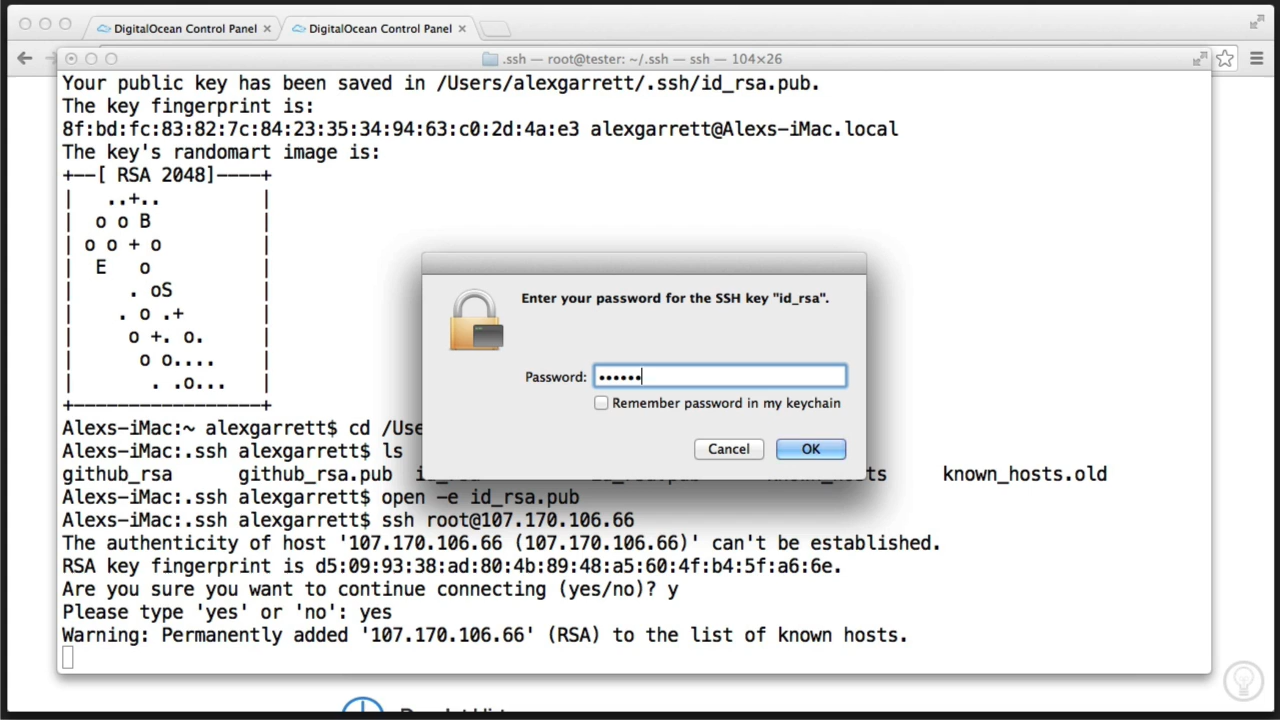 DigitalOcean Control Panel × DigitalOcean Control Panel ×
.ssh — root@tester: ~/.ssh — ssh — 104×26
Your public key has been saved in /Users/alexgarrett/.ssh/id_rsa.pub.
The key fingerprint is:
8f:bd:fc:83:82:7c:84:23:35:34:94:63:c0:2d:4a:e3 alexgarrett@Alexs-iMac.local
The key's randomart image is:
+--[ RSA 2048]----+
|   ..+..         |
|  o o B          |
| o o + o         |
|  E   o          |
|     . oS        |
|    . o .+       |
|     o +. o.     |
|      o o....    |
|       . .o...   |
+-----------------+
Enter your password for the SSH key "id_rsa".
Password: ••••••
Remember password in my keychain
Cancel OK
Alexs-iMac:~ alexgarrett$ cd /Use
Alexs-iMac:.ssh alexgarrett$ ls
github_rsa github_rsa.pub known_hosts.old
Alexs-iMac:.ssh alexgarrett$ open -e id_rsa.pub
Alexs-iMac:.ssh alexgarrett$ ssh root@107.170.106.66
The authenticity of host '107.170.106.66 (107.170.106.66)' can't be established.
RSA key fingerprint is d5:09:93:38:ad:80:4b:89:48:a5:60:4f:b4:5f:a6:6e.
Are you sure you want to continue connecting (yes/no)? y
Please type 'yes' or 'no': yes
Warning: Permanently added '107.170.106.66' (RSA) to the list of known hosts.